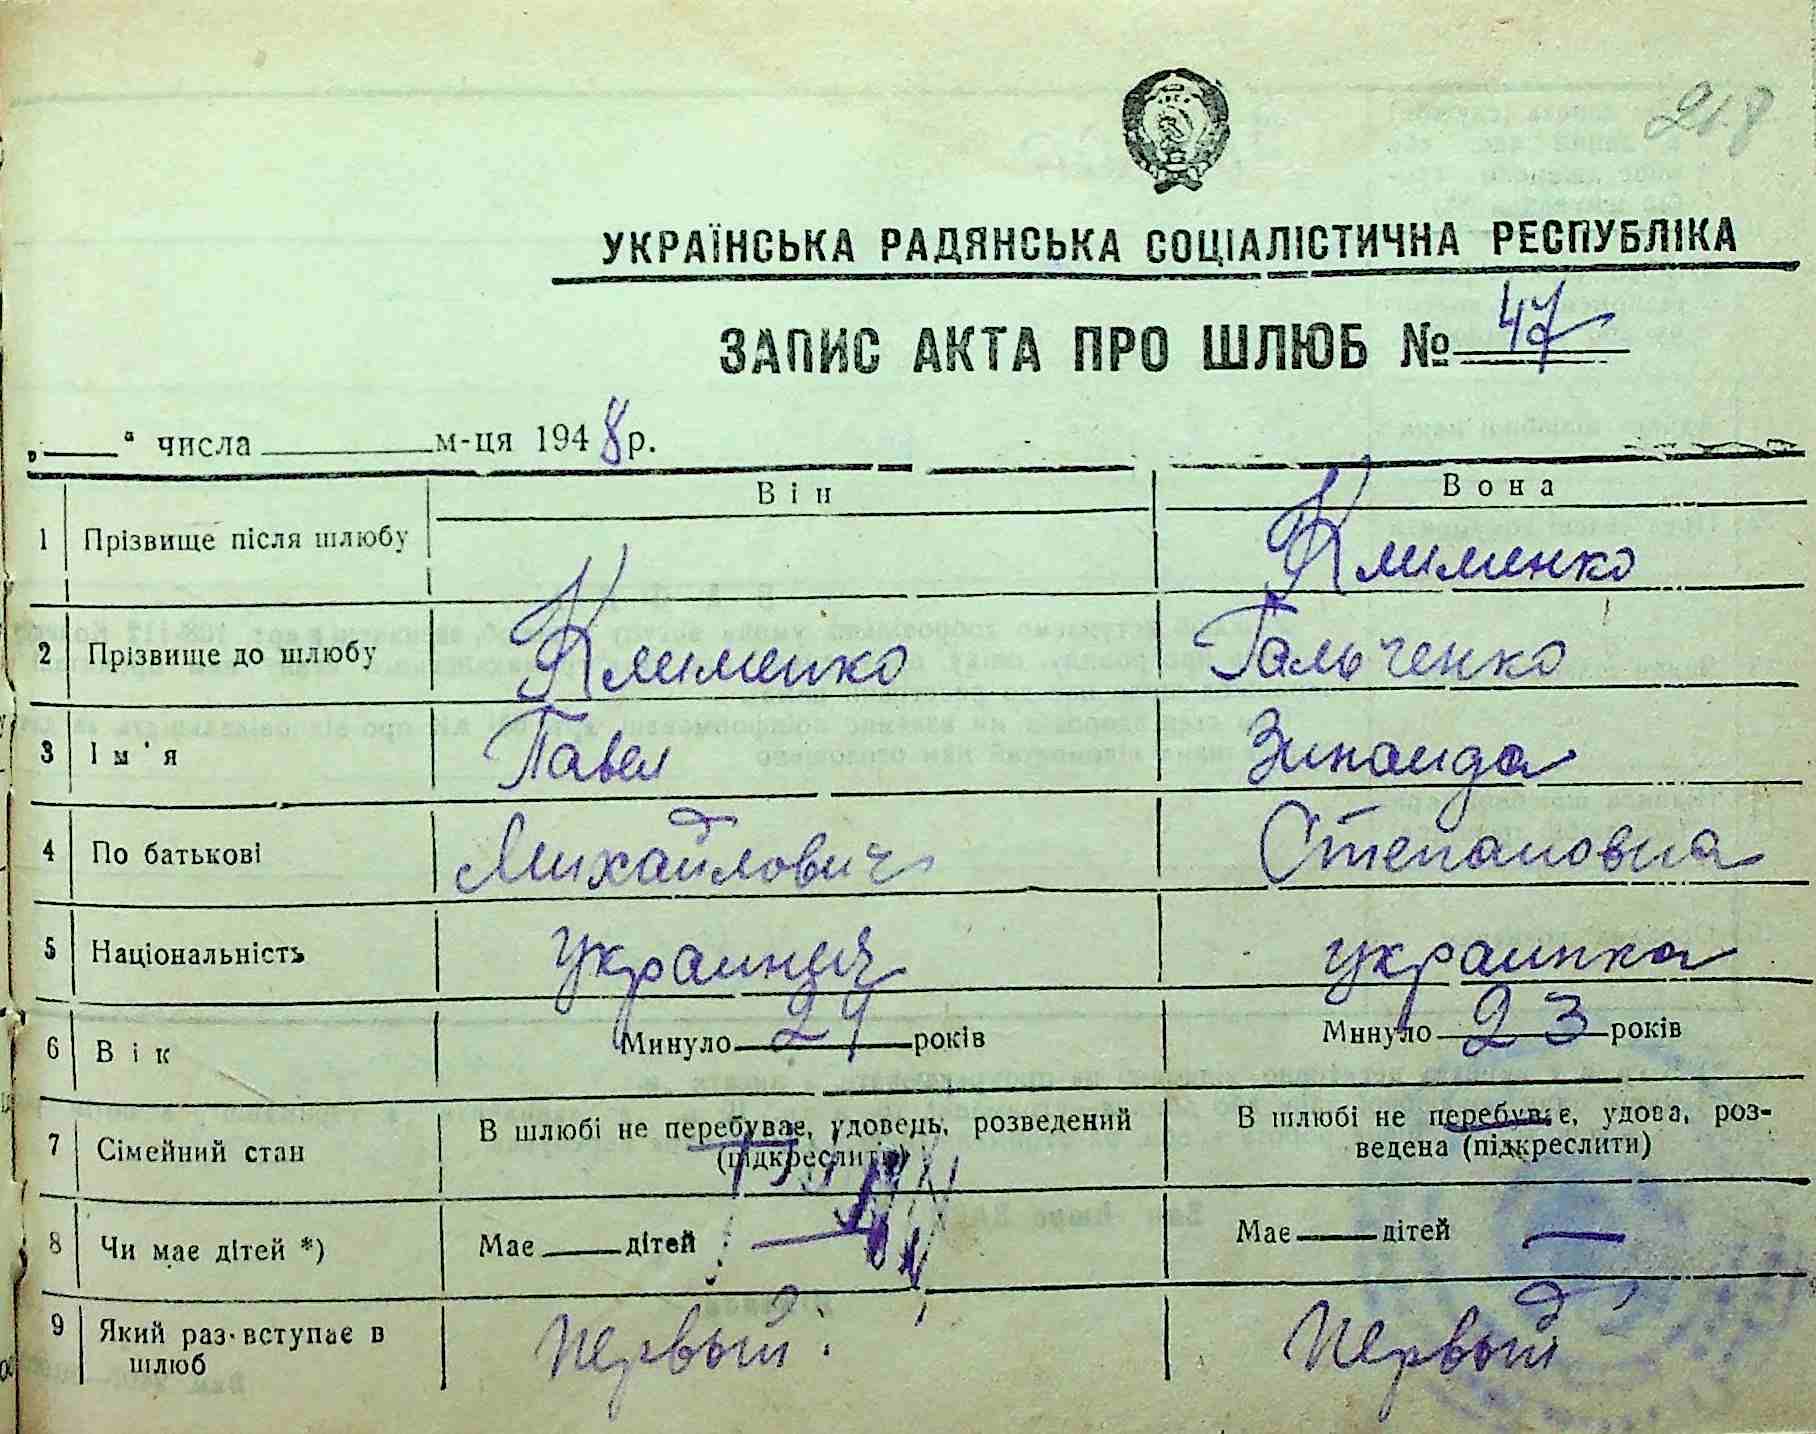 218
УКРАЇНСЬКА РАДЯНСЬКА СОЦІАЛІСТИЧНА РЕСПУБЛІКА
ЗАПИС АКТА ПРО ШЛЮБ № 47
„ “ числа м-ця 1948 р.
Він Вона
1 Прізвище після шлюбу Клименко
2 Прізвище до шлюбу Клименко Гальченко
3 Ім'я Павел Зинаида
4 По батькові Михайлович Степановна
5 Національність украинец украинка
6 Вік Минуло 24 років Минуло 23 років
7 Сімейний стан В шлюбі не перебуває, удовець, розведений (підкреслити) В шлюбі не перебуває, удова, роз-
ведена (підкреслити)
8 Чи має дітей *) Має дітей — Має дітей —
9 Який раз вступає в Первый Первый
шлюб